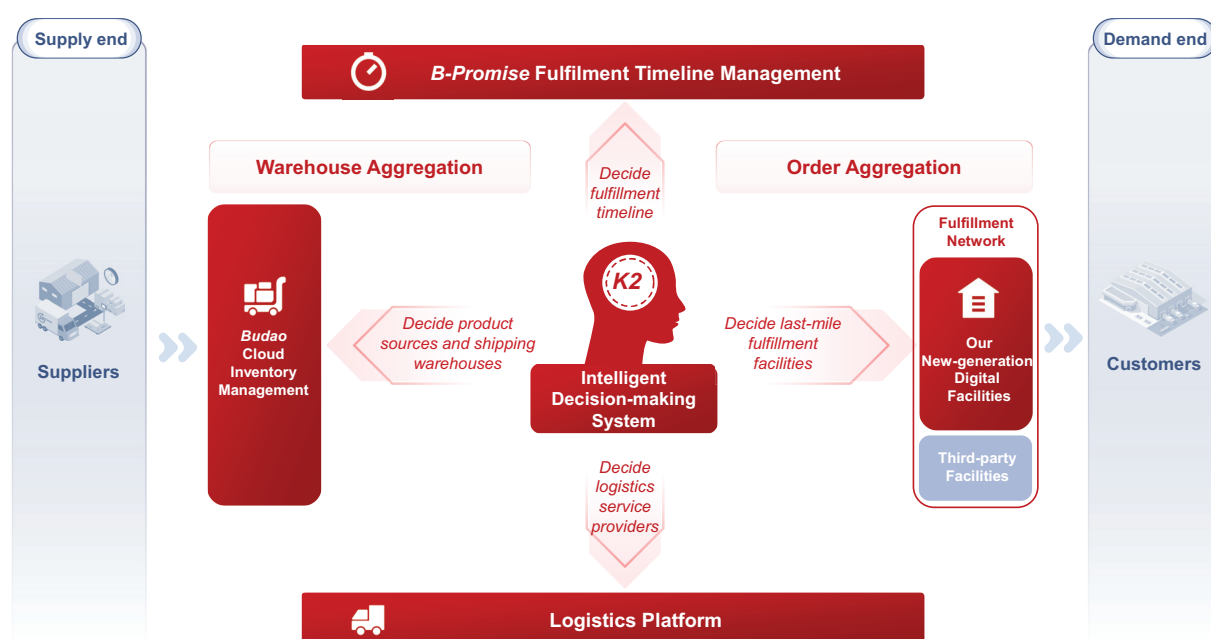 Supply end
Demand end
B-Promise Fulfilment Timeline Management
Warehouse Aggregation
Order Aggregation
Decide
fulfillment
timeline
Fulfillment
Network
K2
Budao
Cloud
Inventory
Management
Decide product
sources and shipping
warehouses
Decide last-mile
fulfillment
facilities
Our
New-generation
Digital
Facilities
Suppliers
Customers
Intelligent
Decision-making
System
Third-party
Facilities
Decide
logistics
service
providers
Logistics Platform